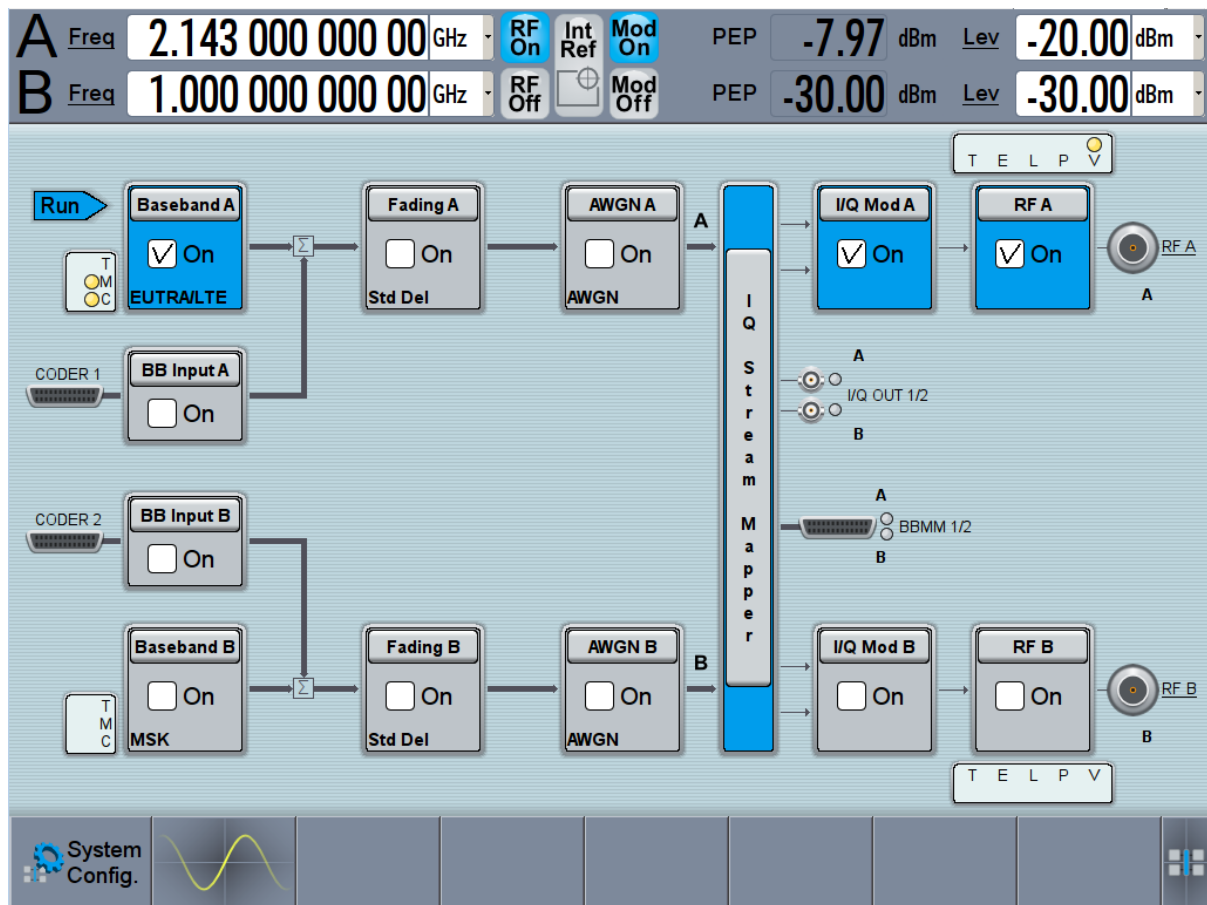 A Freq 2.143 000 000 00 GHz RF On Int Ref Mod On PEP -7.97 dBm Lev -20.00 dBm
B Freq 1.000 000 000 00 GHz RF Off Mod Off PEP -30.00 dBm Lev -30.00 dBm
T E L P V
Run
Baseband A
On
EUTRA/LTE
T
M
C
Fading A
On
Std Del
AWGN A
On
AWGN
A
I/Q Mod A
On
RF A
On
RF A
A
CODER 1
BB Input A
On
IQ Stream Mapper
A
I/Q OUT 1/2
B
CODER 2
BB Input B
On
A
BBMM 1/2
B
Baseband B
On
MSK
T
M
C
Fading B
On
Std Del
AWGN B
On
AWGN
B
I/Q Mod B
On
RF B
On
RF B
B
T E L P V
Σ
Σ
System
Config.